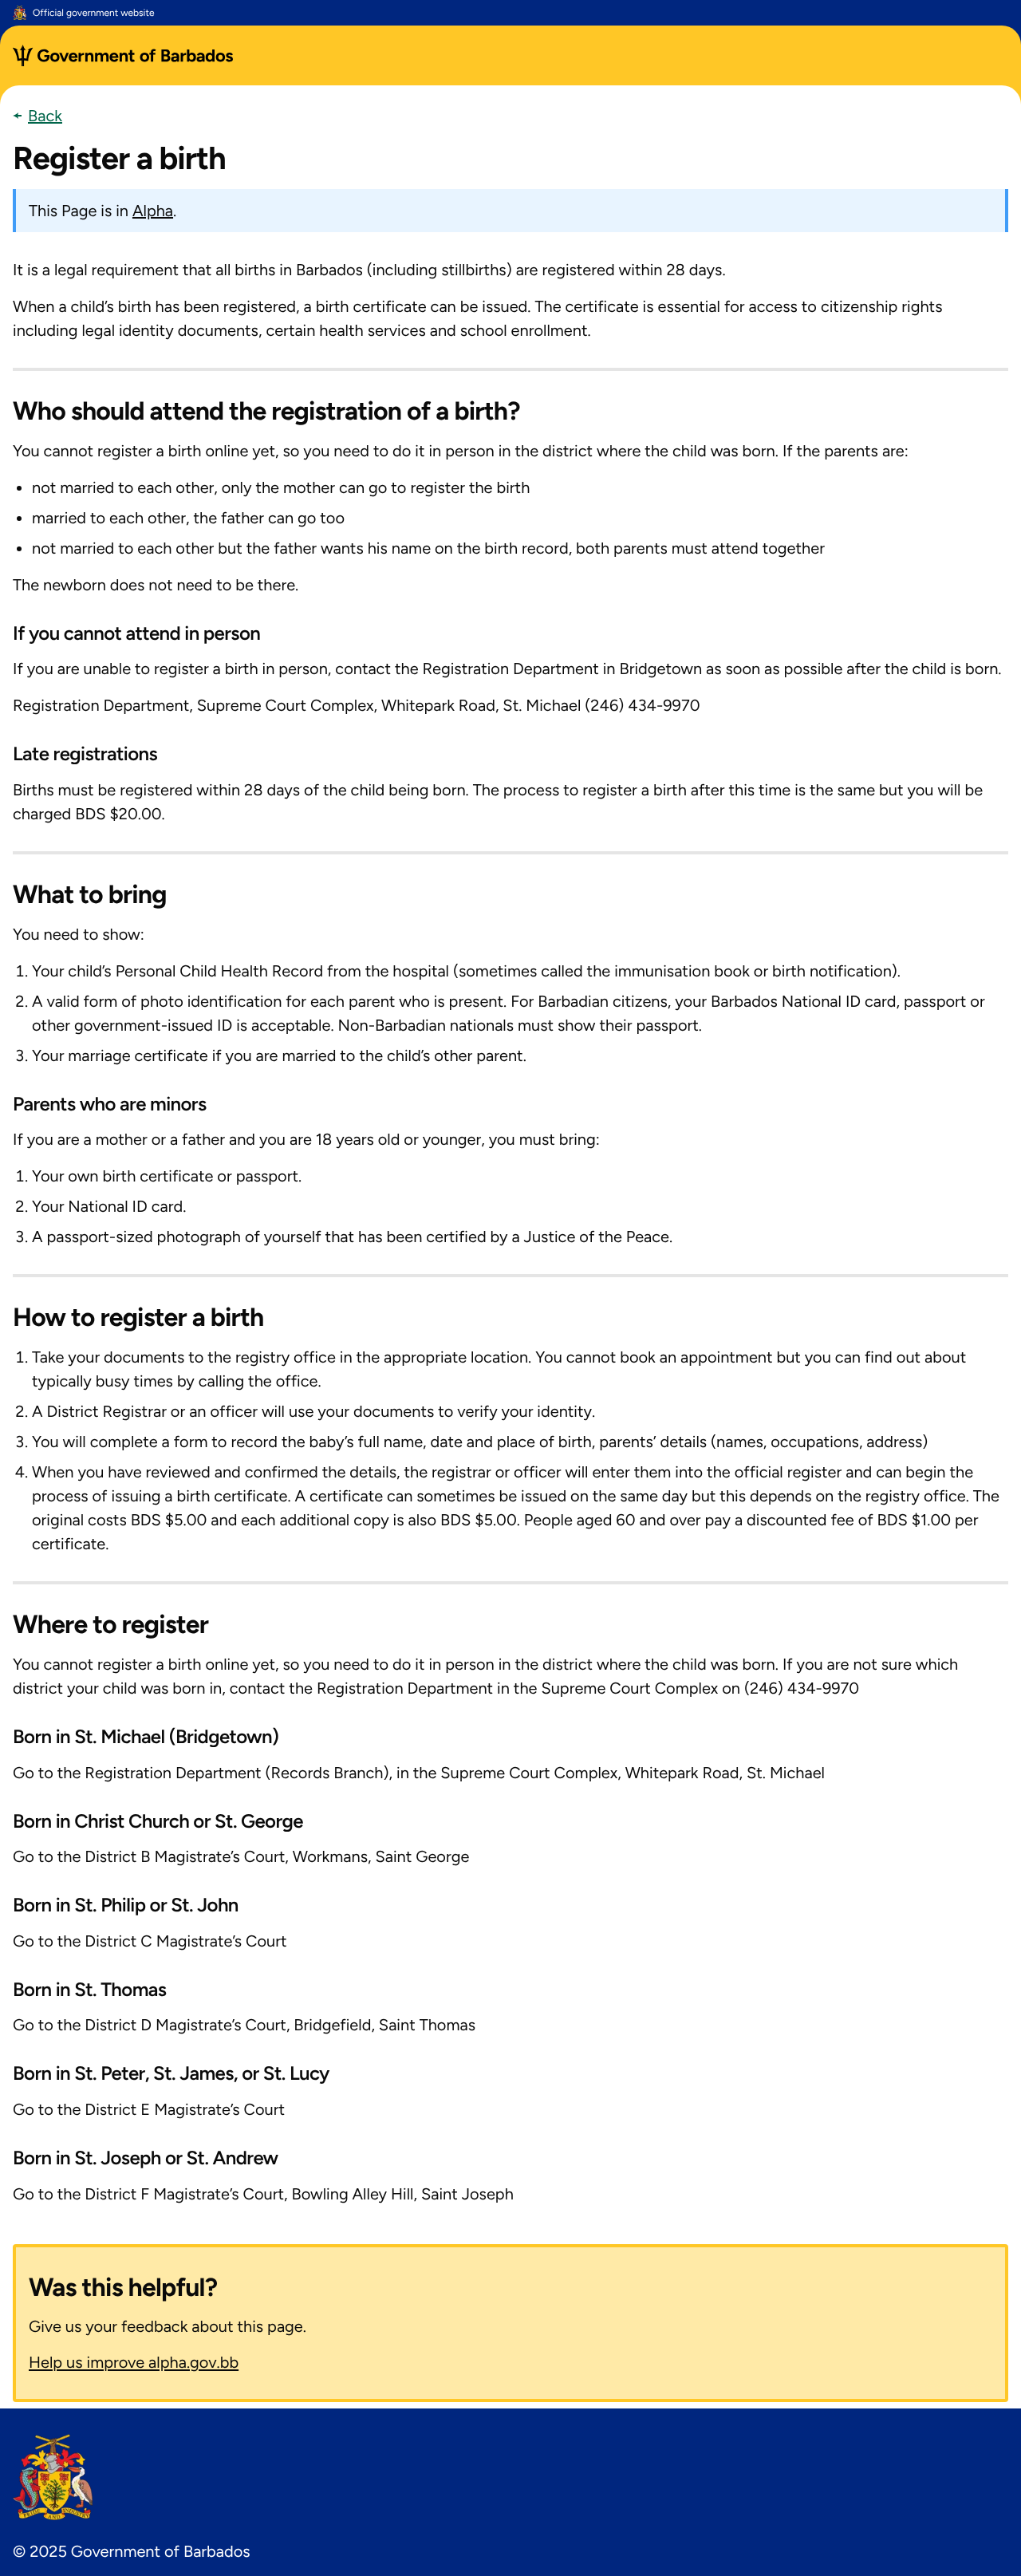 Official government website
Government of Barbados
← Back
Register a birth
This Page is in Alpha.
It is a legal requirement that all births in Barbados (including stillbirths) are registered within 28 days.
When a child’s birth has been registered, a birth certificate can be issued. The certificate is essential for access to citizenship rights
including legal identity documents, certain health services and school enrollment.
Who should attend the registration of a birth?
You cannot register a birth online yet, so you need to do it in person in the district where the child was born. If the parents are:
• not married to each other, only the mother can go to register the birth
• married to each other, the father can go too
• not married to each other but the father wants his name on the birth record, both parents must attend together
The newborn does not need to be there.
If you cannot attend in person
If you are unable to register a birth in person, contact the Registration Department in Bridgetown as soon as possible after the child is born.
Registration Department, Supreme Court Complex, Whitepark Road, St. Michael (246) 434-9970
Late registrations
Births must be registered within 28 days of the child being born. The process to register a birth after this time is the same but you will be
charged BDS $20.00.
What to bring
You need to show:
1. Your child’s Personal Child Health Record from the hospital (sometimes called the immunisation book or birth notification).
2. A valid form of photo identification for each parent who is present. For Barbadian citizens, your Barbados National ID card, passport or
other government-issued ID is acceptable. Non-Barbadian nationals must show their passport.
3. Your marriage certificate if you are married to the child’s other parent.
Parents who are minors
If you are a mother or a father and you are 18 years old or younger, you must bring:
1. Your own birth certificate or passport.
2. Your National ID card.
3. A passport-sized photograph of yourself that has been certified by a Justice of the Peace.
How to register a birth
1. Take your documents to the registry office in the appropriate location. You cannot book an appointment but you can find out about
typically busy times by calling the office.
2. A District Registrar or an officer will use your documents to verify your identity.
3. You will complete a form to record the baby’s full name, date and place of birth, parents’ details (names, occupations, address)
4. When you have reviewed and confirmed the details, the registrar or officer will enter them into the official register and can begin the
process of issuing a birth certificate. A certificate can sometimes be issued on the same day but this depends on the registry office. The
original costs BDS $5.00 and each additional copy is also BDS $5.00. People aged 60 and over pay a discounted fee of BDS $1.00 per
certificate.
Where to register
You cannot register a birth online yet, so you need to do it in person in the district where the child was born. If you are not sure which
district your child was born in, contact the Registration Department in the Supreme Court Complex on (246) 434-9970
Born in St. Michael (Bridgetown)
Go to the Registration Department (Records Branch), in the Supreme Court Complex, Whitepark Road, St. Michael
Born in Christ Church or St. George
Go to the District B Magistrate’s Court, Workmans, Saint George
Born in St. Philip or St. John
Go to the District C Magistrate’s Court
Born in St. Thomas
Go to the District D Magistrate’s Court, Bridgefield, Saint Thomas
Born in St. Peter, St. James, or St. Lucy
Go to the District E Magistrate’s Court
Born in St. Joseph or St. Andrew
Go to the District F Magistrate’s Court, Bowling Alley Hill, Saint Joseph
Was this helpful?
Give us your feedback about this page.
Help us improve alpha.gov.bb
© 2025 Government of Barbados